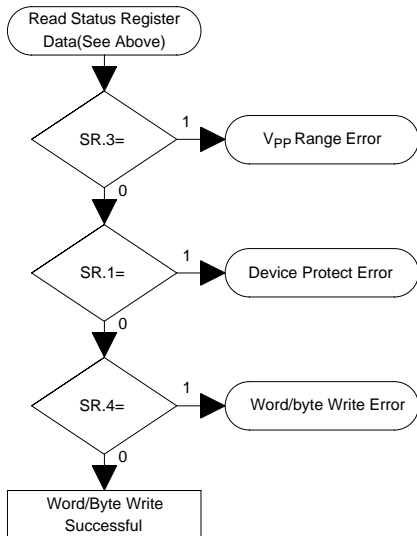 Read Status Register
Data(See Above)
SR.3=
1
VPP Range Error
0
SR.1=
1
Device Protect Error
0
SR.4=
1
Word/byte Write Error
0
Word/Byte Write
Successful